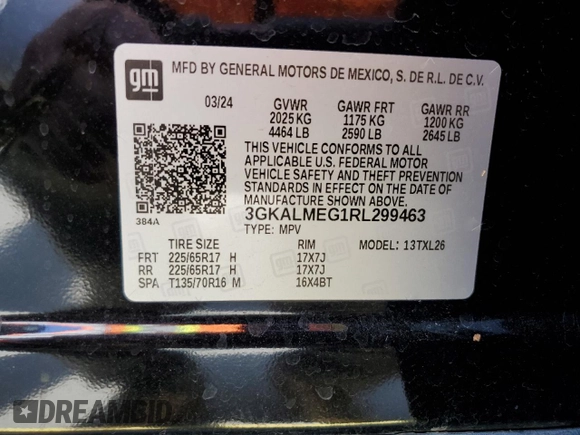 gm
MFD BY GENERAL MOTORS DE MEXICO, S. DE R.L. DE C.V.
03/24 GVWR GAWR FRT GAWR RR
2025 KG 1175 KG 1200 KG
4464 LB 2590 LB 2645 LB
THIS VEHICLE CONFORMS TO ALL
APPLICABLE U.S. FEDERAL MOTOR
VEHICLE SAFETY AND THEFT PREVENTION
STANDARDS IN EFFECT ON THE DATE OF
MANUFACTURE SHOWN ABOVE.
384A 3GKALMEG1RL299463
TYPE: MPV MODEL: 13TXL26
TIRE SIZE RIM
FRT 225/65R17 H 17X7J
RR 225/65R17 H 17X7J
SPA T135/70R16 M 16X4BT
DREAMBID